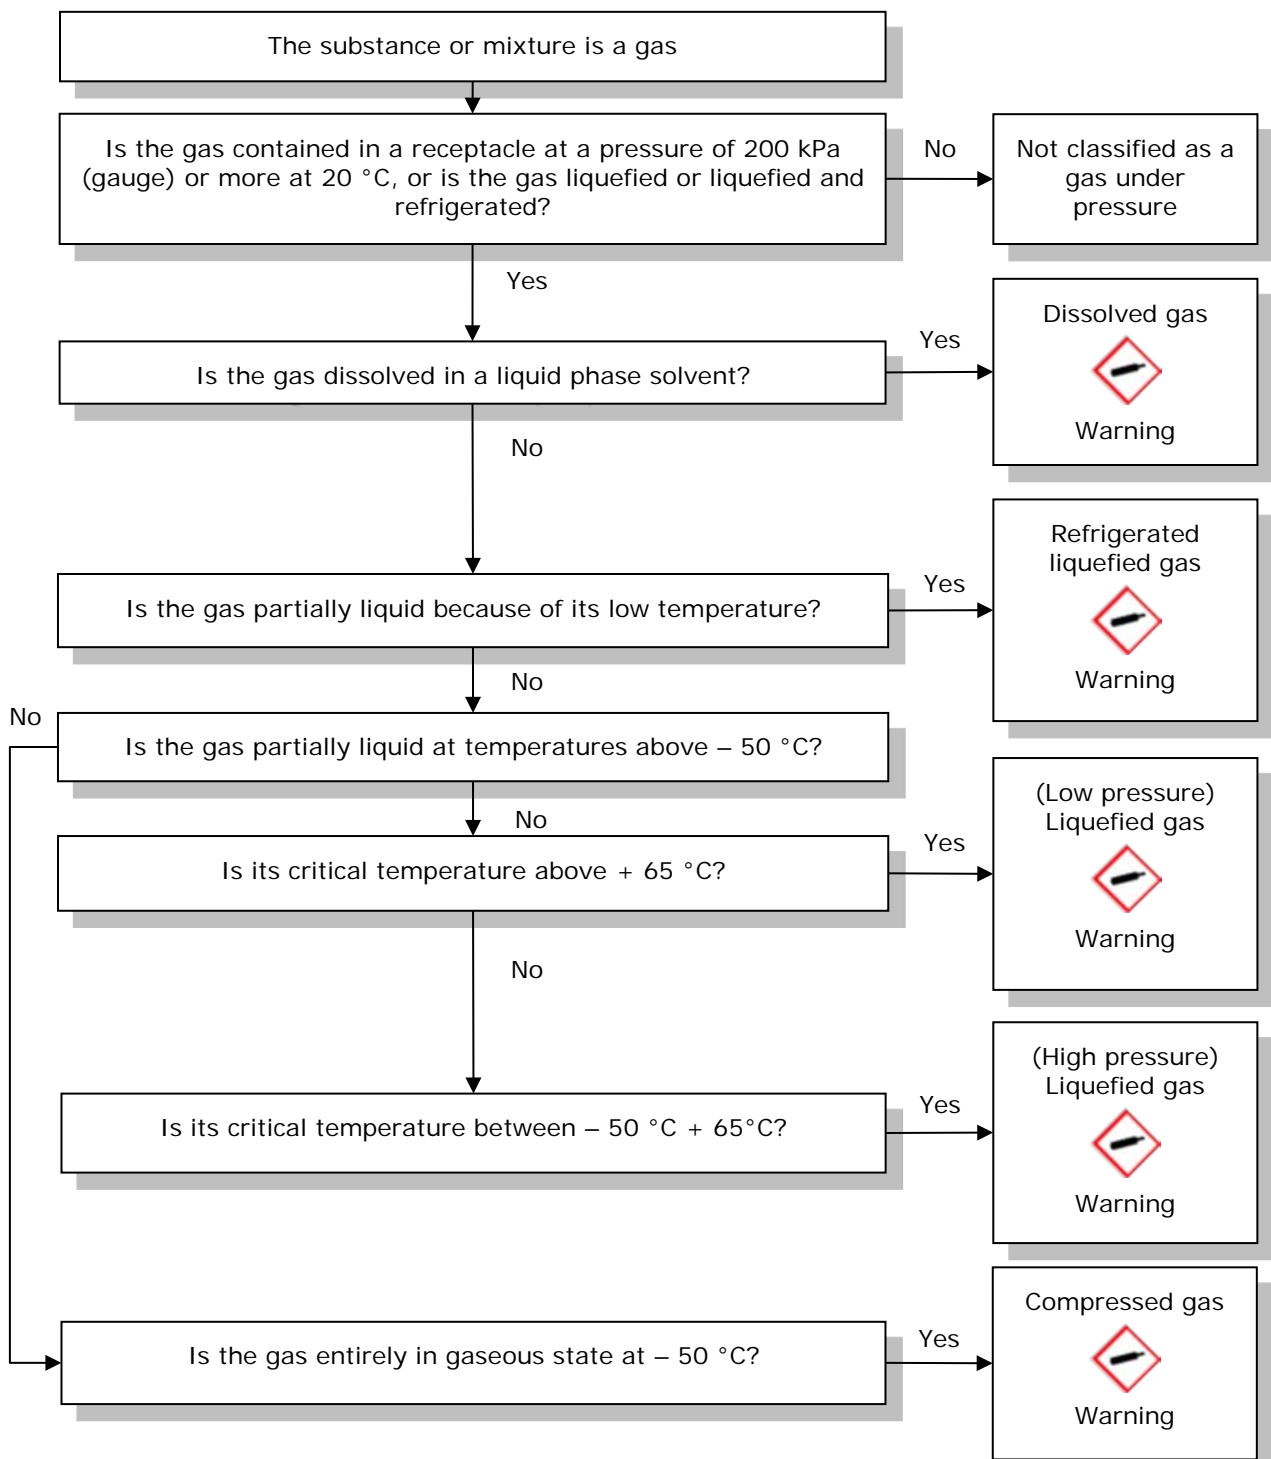 The substance or mixture is a gas
Is the gas contained in a receptacle at a pressure of 200 kPa
(gauge) or more at 20 °C, or is the gas liquefied or liquefied and
refrigerated?
No
Not classified as a
gas under
pressure
Yes
Is the gas dissolved in a liquid phase solvent?
Yes
Dissolved gas
Warning
No
Is the gas partially liquid because of its low temperature?
Yes
Refrigerated
liquefied gas
Warning
No
No
Is the gas partially liquid at temperatures above – 50 °C?
No
Is its critical temperature above + 65 °C?
Yes
(Low pressure)
Liquefied gas
Warning
No
Is its critical temperature between – 50 °C + 65°C?
Yes
(High pressure)
Liquefied gas
Warning
Is the gas entirely in gaseous state at – 50 °C?
Yes
Compressed gas
Warning